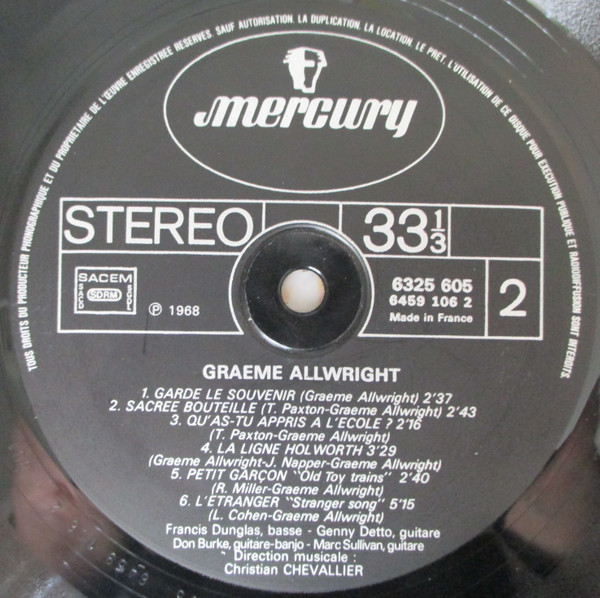 TOUS DROITS DU PRODUCTEUR PHONOGRAPHIQUE ET DU PROPRIETAIRE DE L'ŒUVRE ENREGISTREE RESERVES. SAUF AUTORISATION. LA DUPLICATION. LA LOCATION. LE PRET. L'UTILISATION DE CE DISQUE POUR EXECUTION PUBLIQUE ET RADIODIFFUSION SONT INTERDITS.
mercury
STEREO 33 1/3
SACEM
SACD SDRM SGDL
℗ 1968
6325 605
6459 106 2
Made in France
2
GRAEME ALLWRIGHT
1. GARDE LE SOUVENIR (Graeme Allwright) 2'37
2. SACREE BOUTEILLE (T. Paxton-Graeme Allwright) 2'43
3. QU'AS-TU APPRIS A L'ECOLE ? 2'16
(T. Paxton-Graeme Allwright)
4. LA LIGNE HOLWORTH 3'29
(Graeme Allwright-J. Napper-Graeme Allwright)
5. PETIT GARÇON "Old Toy trains" 2'40
(R. Miller-Graeme Allwright)
6. L'ETRANGER "Stranger song" 5'15
(L. Cohen-Graeme Allwright)
Francis Dunglas, basse - Genny Detto, guitare
Don Burke, guitare-banjo - Marc Sullivan, guitare
Direction musicale :
Christian CHEVALLIER